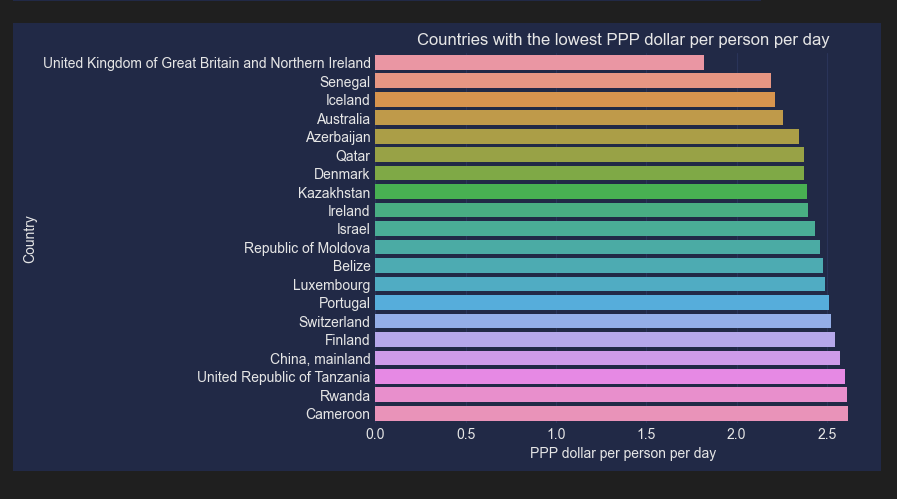 Countries with the lowest PPP dollar per person per day
United Kingdom of Great Britain and Northern Ireland
Senegal
Iceland
Australia
Azerbaijan
Qatar
Denmark
Kazakhstan
Ireland
Israel
Republic of Moldova
Belize
Luxembourg
Portugal
Switzerland
Finland
China, mainland
United Republic of Tanzania
Rwanda
Cameroon
Country
0.0 0.5 1.0 1.5 2.0 2.5
PPP dollar per person per day